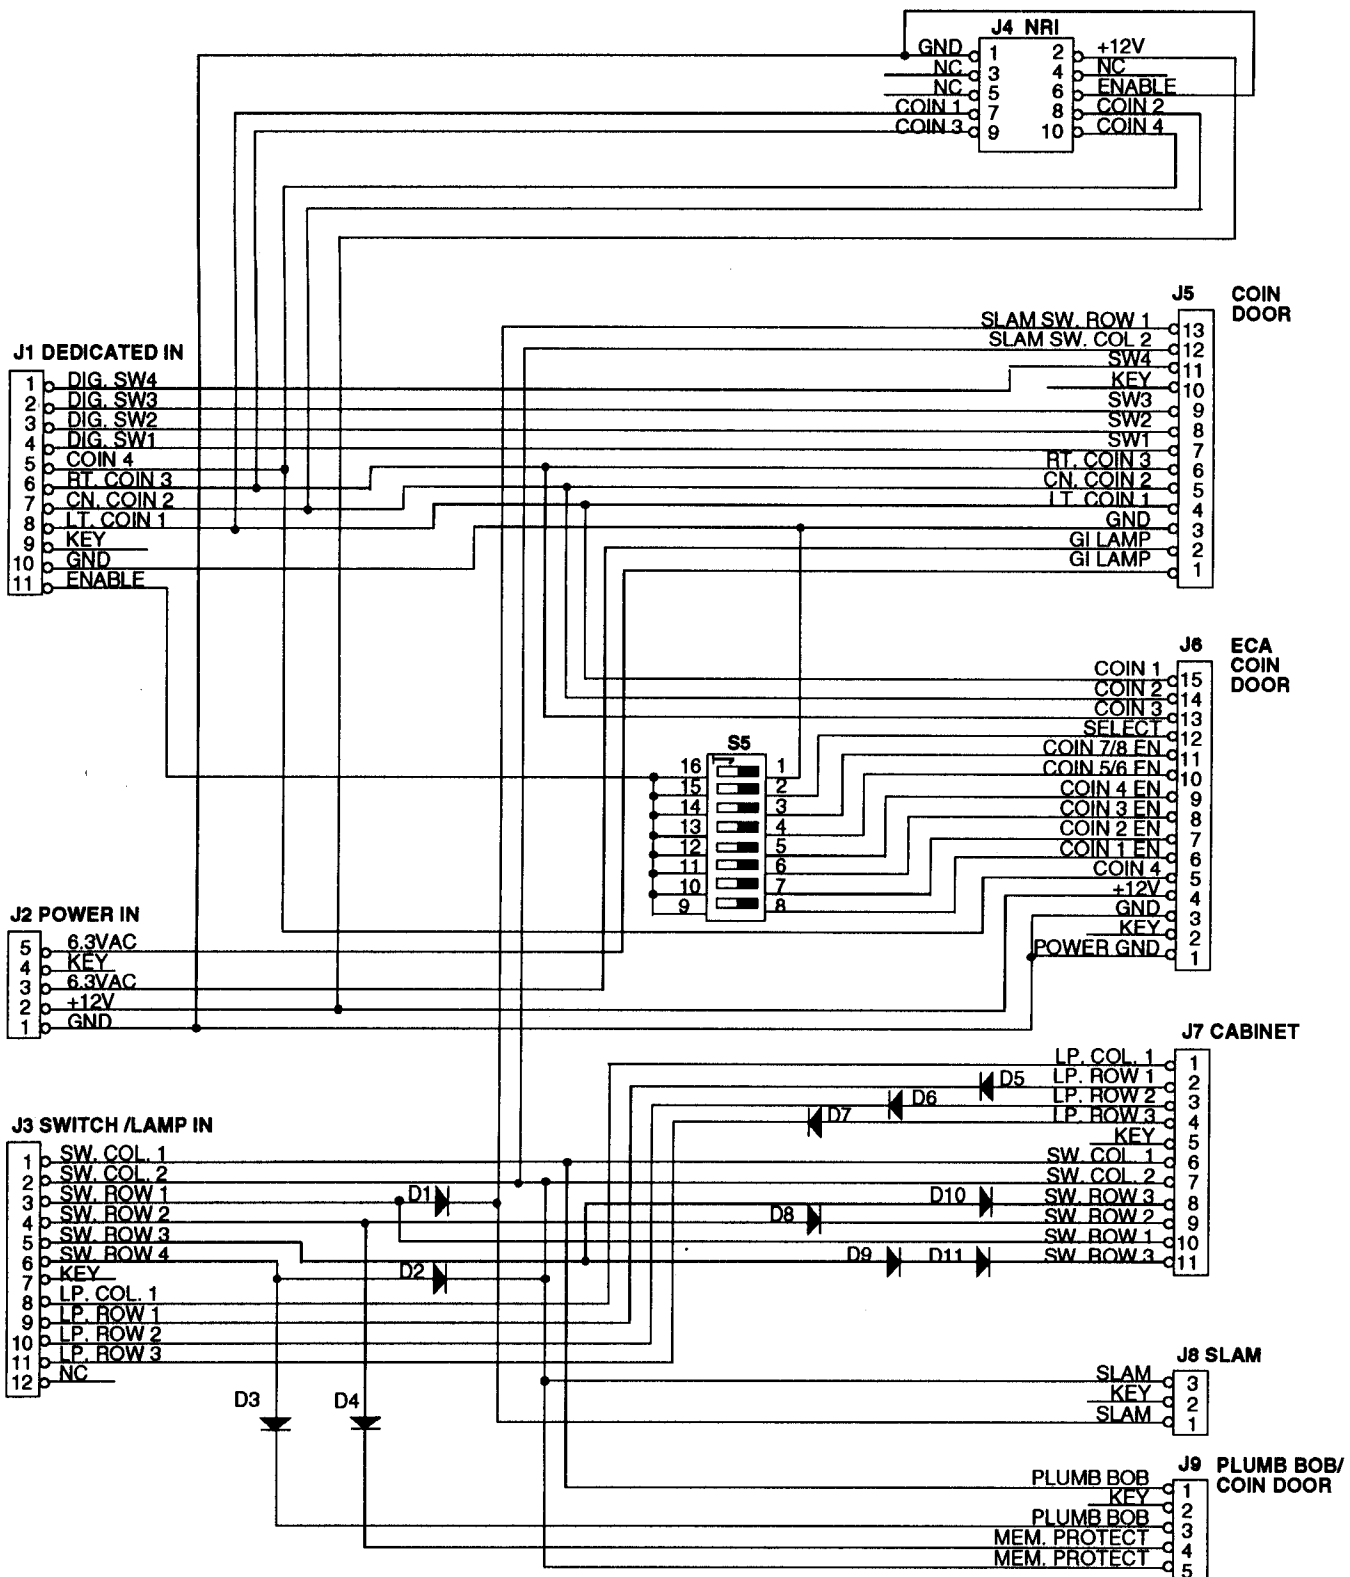 J4 NRI
GND 1 2 +12V
NC 3 4 NC
NC 5 6 ENABLE
COIN 1 7 8 COIN 2
COIN 3 9 10 COIN 4
J5 COIN DOOR
SLAM SW. ROW 1 13
SLAM SW. COL 2 12
SW4 11
KEY 10
SW3 9
SW2 8
SW1 7
RT. COIN 3 6
CN. COIN 2 5
LT. COIN 1 4
GND 3
GI LAMP 2
GI LAMP 1
J1 DEDICATED IN
1 DIG. SW4
2 DIG. SW3
3 DIG. SW2
4 DIG. SW1
5 COIN 4
6 RT. COIN 3
7 CN. COIN 2
8 LT. COIN 1
9 KEY
10 GND
11 ENABLE
J6 ECA COIN DOOR
COIN 1 15
COIN 2 14
COIN 3 13
SELECT 12
COIN 7/8 EN 11
COIN 5/6 EN 10
COIN 4 EN 9
COIN 3 EN 8
COIN 2 EN 7
COIN 1 EN 6
COIN 4 5
+12V 4
GND 3
KEY 2
POWER GND 1
S5
16 1
15 2
14 3
13 4
12 5
11 6
10 7
9 8
J2 POWER IN
5 6.3VAC
4 KEY
3 6.3VAC
2 +12V
1 GND
J7 CABINET
LP. COL. 1 1
D5 LP. ROW 1 2
D6 LP. ROW 2 3
D7 LP. ROW 3 4
KEY 5
SW. COL. 1 6
SW. COL. 2 7
D10 SW. ROW 3 8
D8 SW. ROW 2 9
SW. ROW 1 10
D9 D11 SW. ROW 3 11
J3 SWITCH /LAMP IN
1 SW. COL. 1
2 SW. COL. 2
3 SW. ROW 1 D1
4 SW. ROW 2
5 SW. ROW 3
6 SW. ROW 4
7 KEY D2
8 LP. COL. 1
9 LP. ROW 1
10 LP. ROW 2
11 LP. ROW 3
12 NC
D3 D4
J8 SLAM
SLAM 3
KEY 2
SLAM 1
J9 PLUMB BOB/ COIN DOOR
PLUMB BOB 1
KEY 2
PLUMB BOB 3
MEM. PROTECT 4
MEM. PROTECT 5